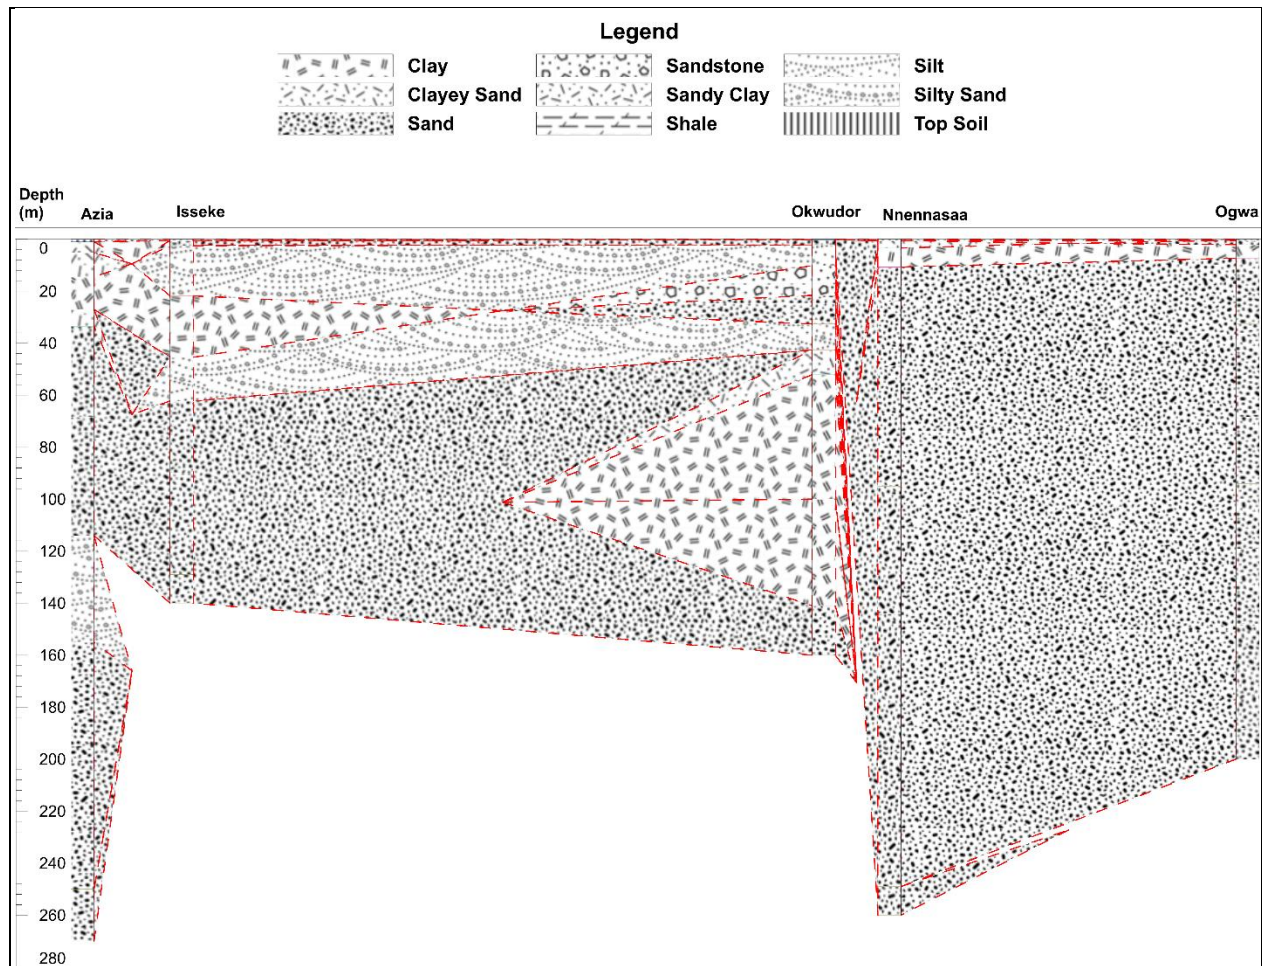 Legend
Clay Sandstone Silt
Clayey Sand Sandy Clay Silty Sand
Sand Shale Top Soil
Depth
(m) Azia Isseke Okwudor Nnennasaa Ogwa
0
20
40
60
80
100
120
140
160
180
200
220
240
260
280